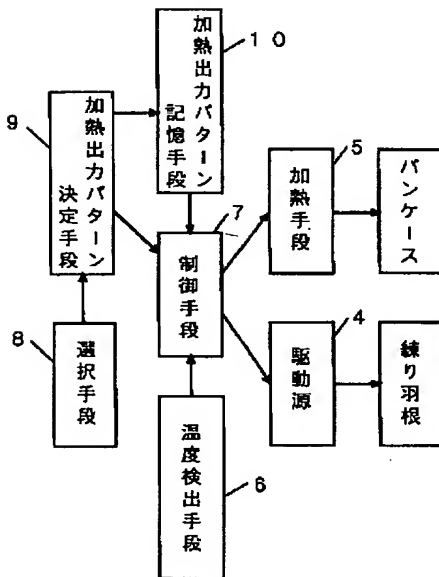 10
加熱出力パターン
記憶手段
9
加熱出力パターン
決定手段
5
加熱手段
パンケース
7
制御手段
8
選択手段
4
駆動源
練り羽根
温度検出手段
6